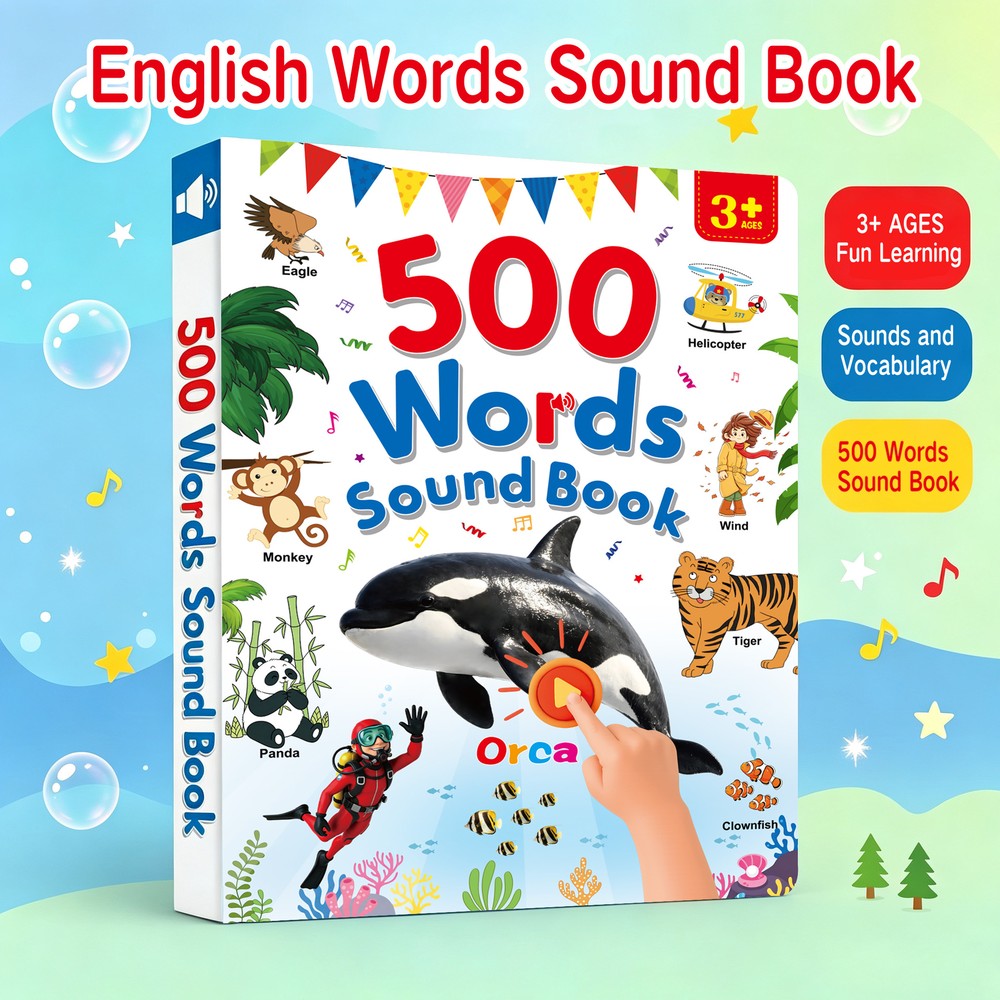 English Words Sound Book
3+
AGES
500
Words
Sound Book
Eagle
Helicopter
Monkey
Wind
Tiger
Panda
Orca
Clownfish
577
500 Words Sound Book
3+ AGES
Fun Learning
Sounds and
Vocabulary
500 Words
Sound Book